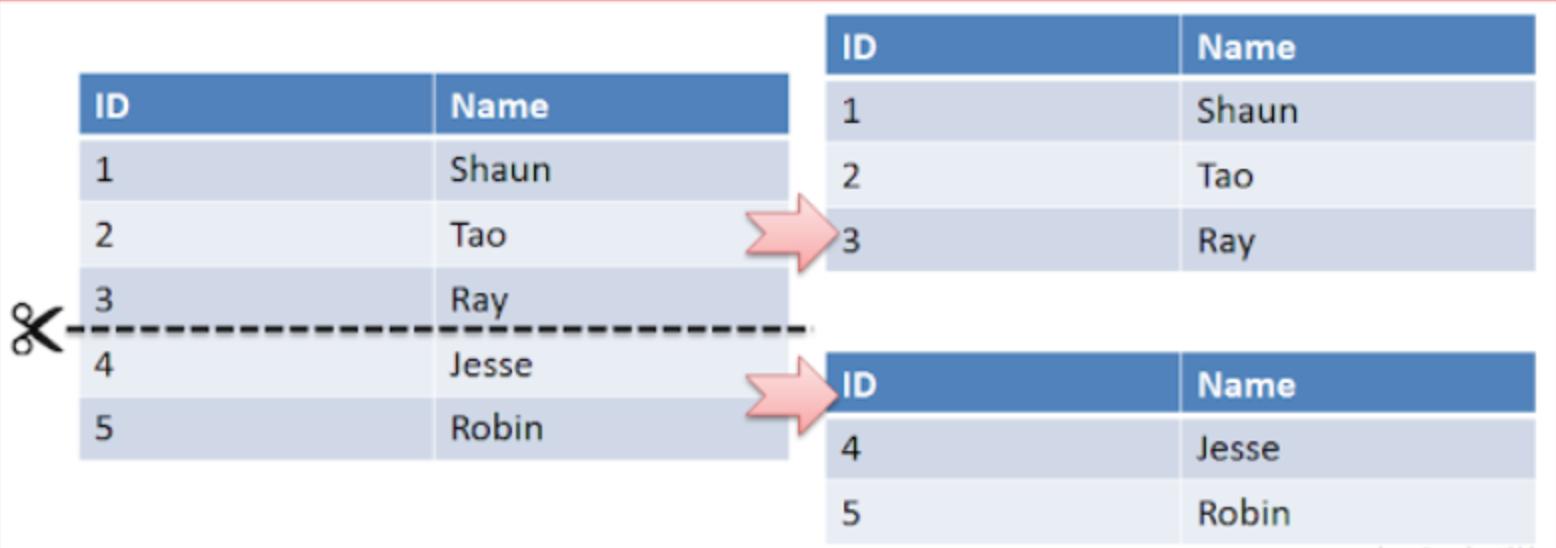 ID Name
1 Shaun
2 Tao
3 Ray
4 Jesse
5 Robin
ID Name
1 Shaun
2 Tao
3 Ray
ID Name
4 Jesse
5 Robin